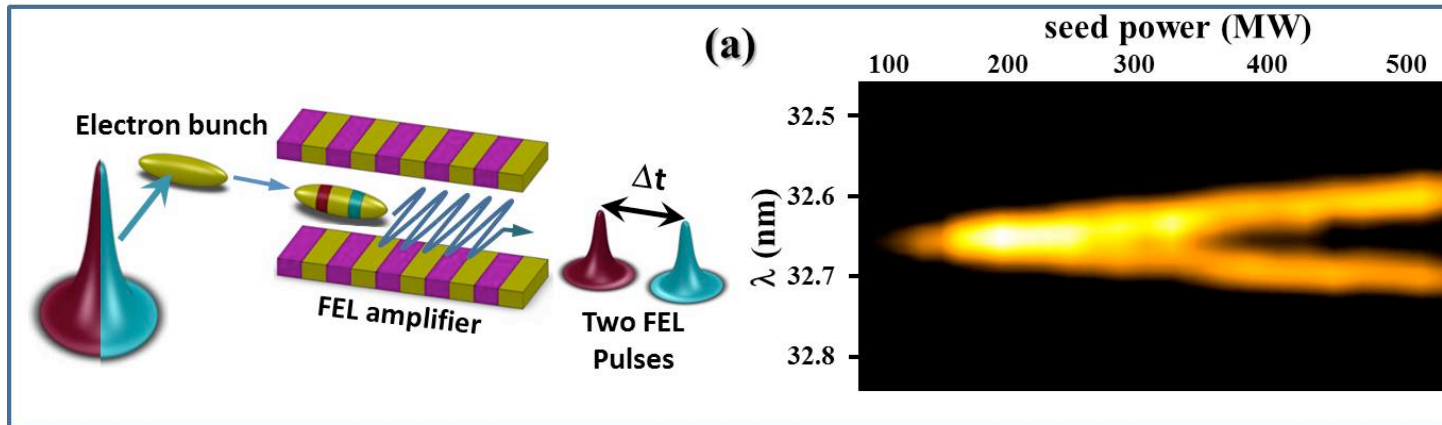 (a)
Electron bunch
FEL amplifier
Δt
Two FEL
Pulses
seed power (MW)
100 200 300 400 500
λ (nm)
32.5
32.6
32.7
32.8